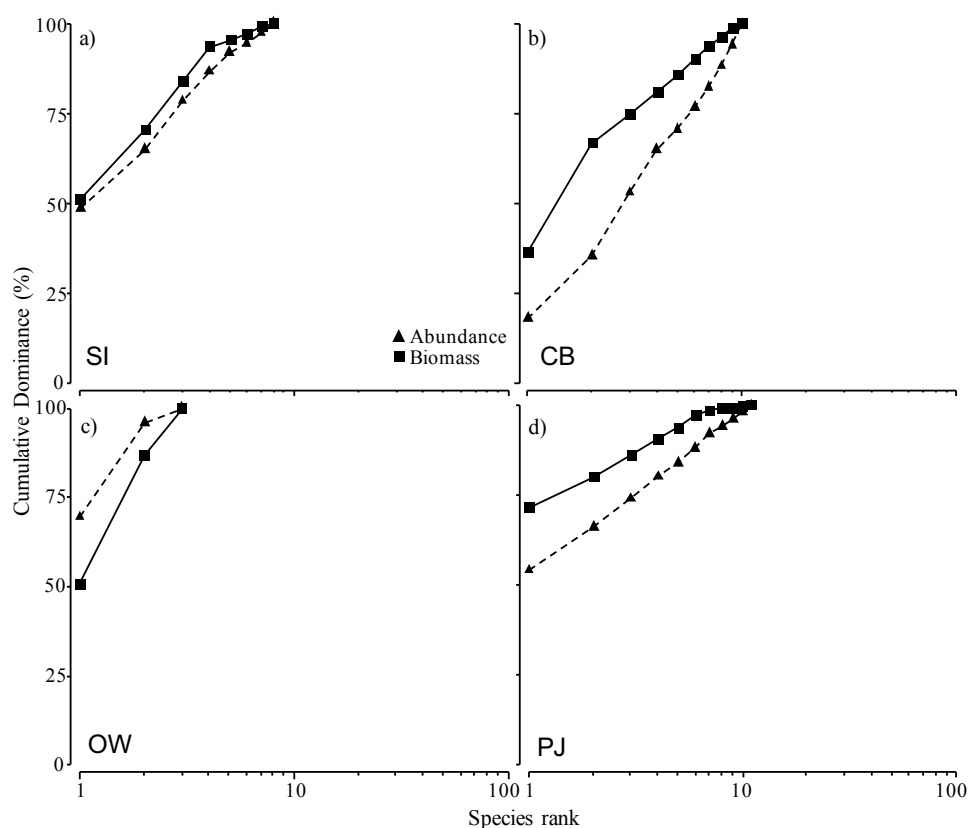 100
a)
75
50
25
0
SI
Abundance
Biomass
b)
CB
Cumulative Dominance (%)
100
c)
75
50
25
0
OW
1
10
100
d)
PJ
1
10
100
Species rank